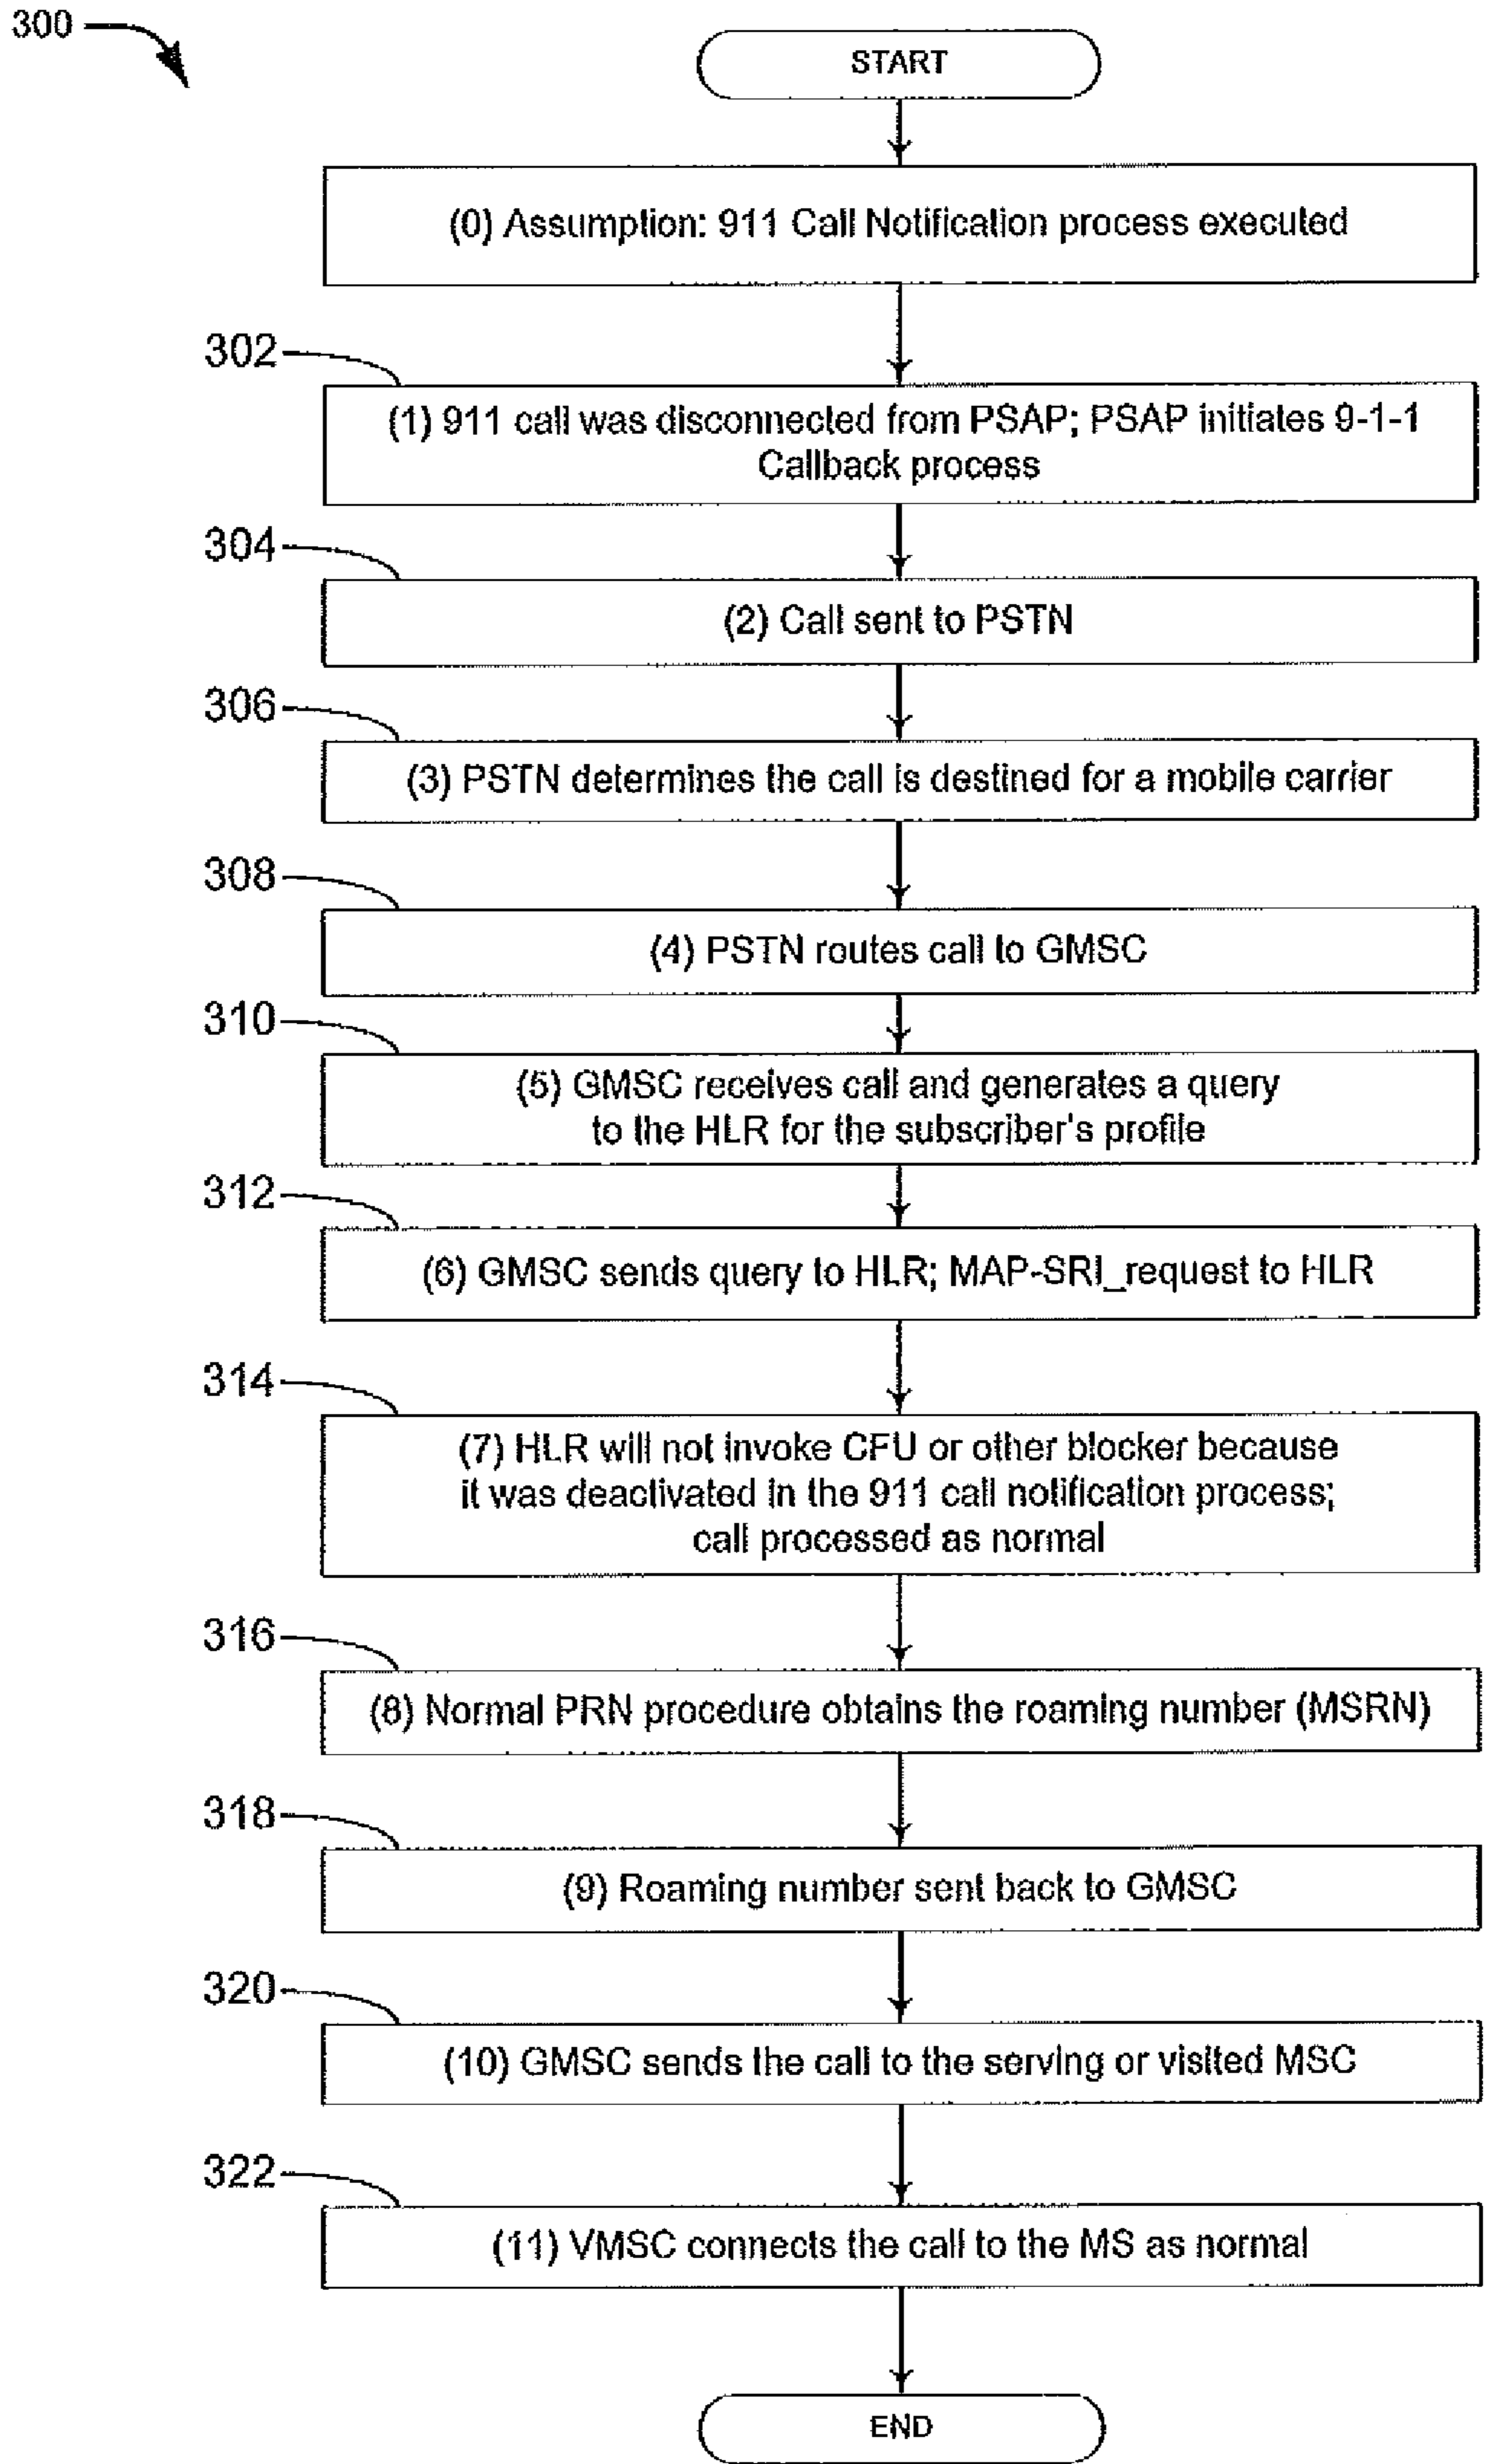 300
START
(0) Assumption: 911 Call Notification process executed
302
(1) 911 call was disconnected from PSAP; PSAP initiates 9-1-1
Callback process
304
(2) Call sent to PSTN
306
(3) PSTN determines the call is destined for a mobile carrier
308
(4) PSTN routes call to GMSC
310
(5) GMSC receives call and generates a query
to the HLR for the subscriber's profile
312
(6) GMSC sends query to HLR; MAP-SRI_request to HLR
314
(7) HLR will not invoke CFU or other blocker because
it was deactivated in the 911 call notification process;
call processed as normal
316
(8) Normal PRN procedure obtains the roaming number (MSRN)
318
(9) Roaming number sent back to GMSC
320
(10) GMSC sends the call to the serving or visited MSC
322
(11) VMSC connects the call to the MS as normal
END